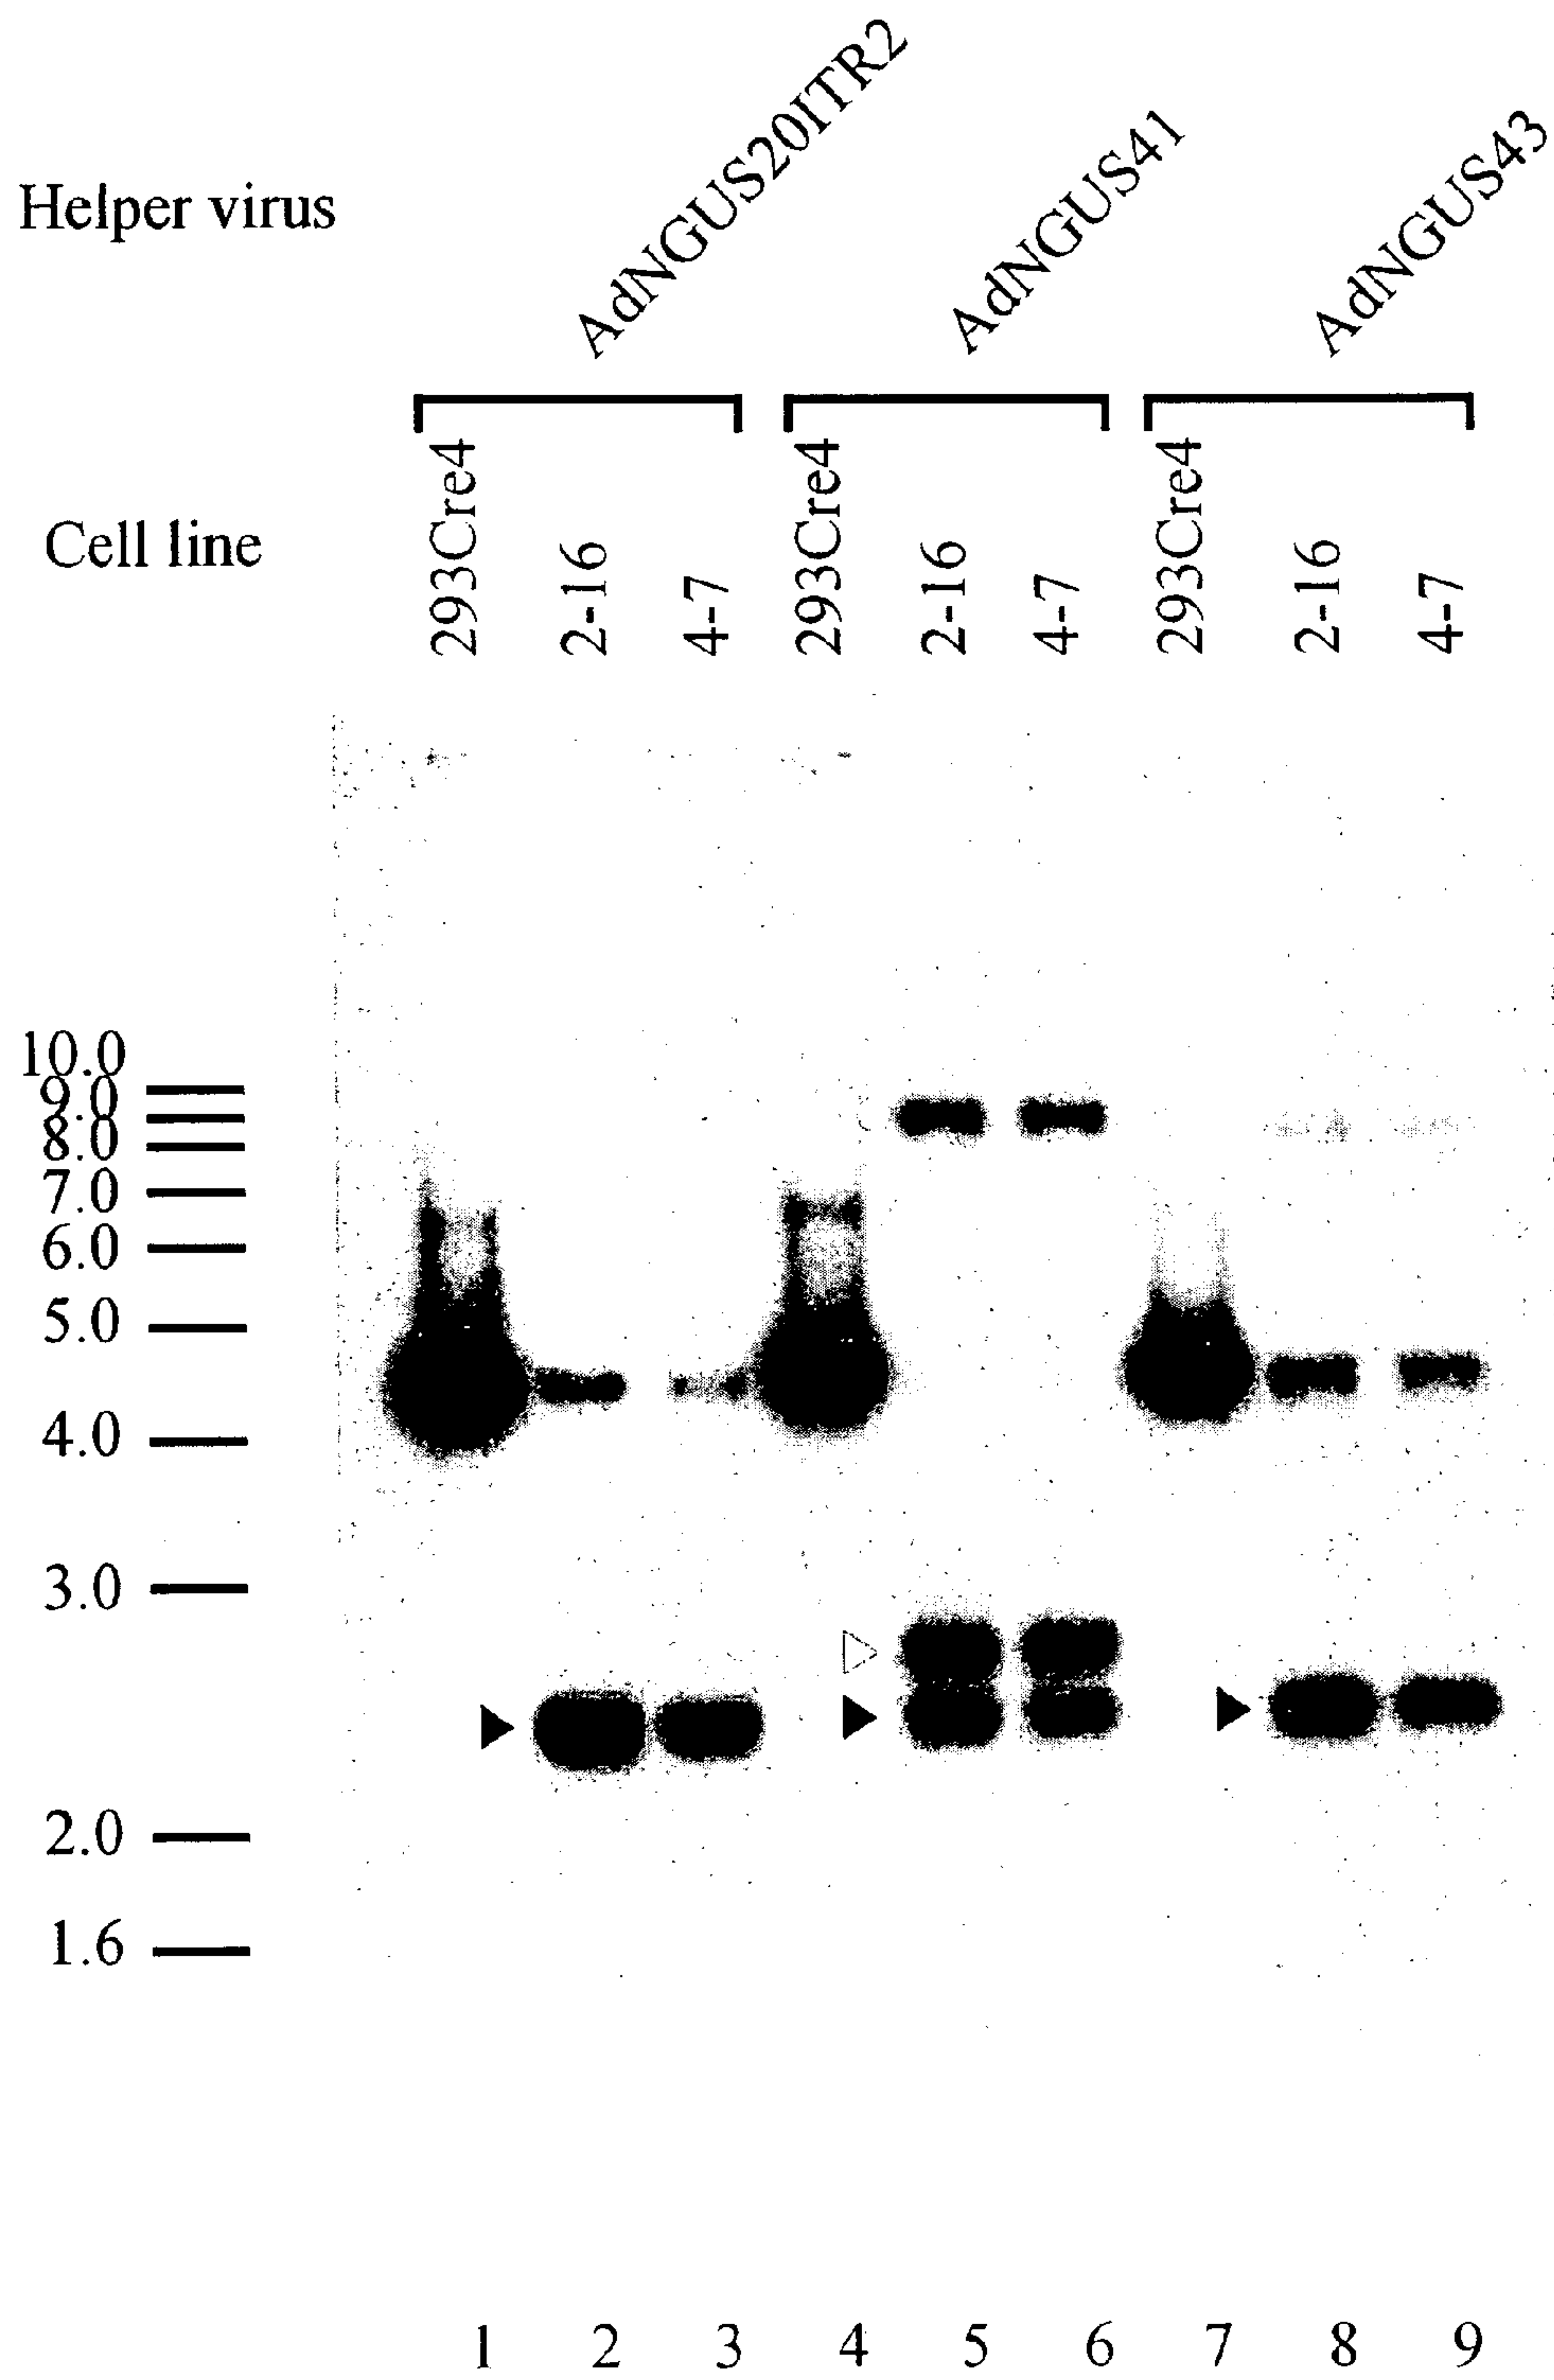 Helper virus
AdNGUS20ITR2
AdNGUS41
AdNGUS43
Cell line
293Cre4
2-16
4-7
293Cre4
2-16
4-7
293Cre4
2-16
4-7
10.0
9.0
8.0
7.0
6.0
5.0
4.0
3.0
2.0
1.6
1 2 3 4 5 6 7 8 9